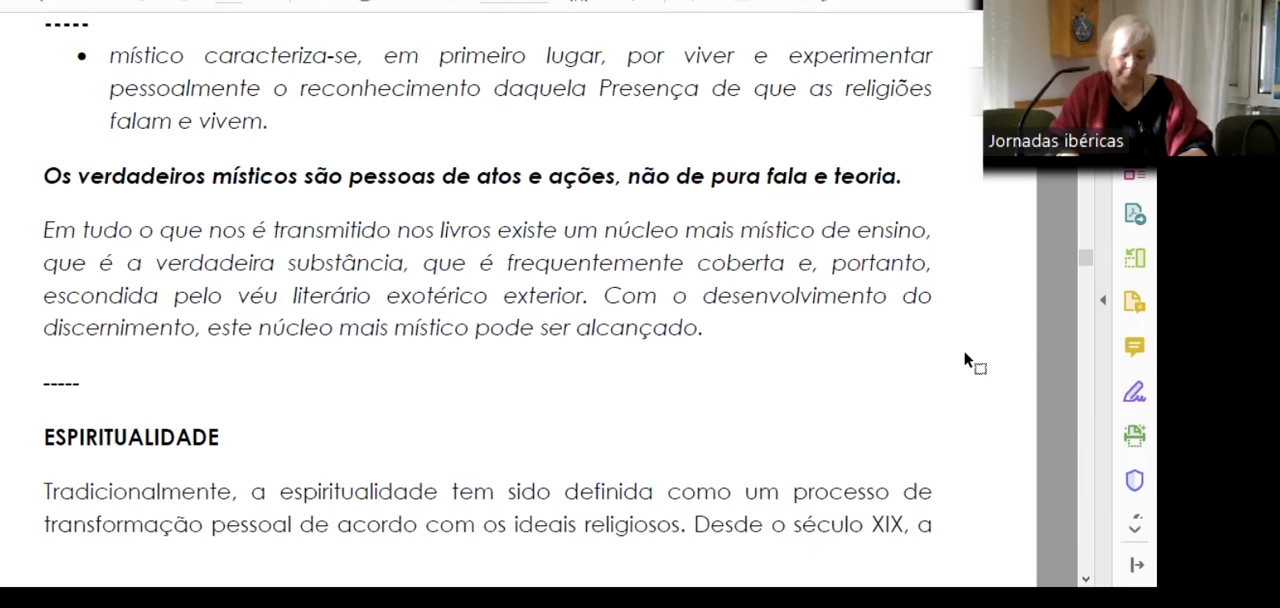 -----
• místico caracteriza-se, em primeiro lugar, por viver e experimentar
pessoalmente o reconhecimento daquela Presença de que as religiões
falam e vivem.
Os verdadeiros místicos são pessoas de atos e ações, não de pura fala e teoria.
Em tudo o que nos é transmitido nos livros existe um núcleo mais místico de ensino,
que é a verdadeira substância, que é frequentemente coberta e, portanto,
escondida pelo véu literário exotérico exterior. Com o desenvolvimento do
discernimento, este núcleo mais místico pode ser alcançado.
-----
ESPIRITUALIDADE
Tradicionalmente, a espiritualidade tem sido definida como um processo de
transformação pessoal de acordo com os ideais religiosos. Desde o século XIX, a
Jornadas ibéricas